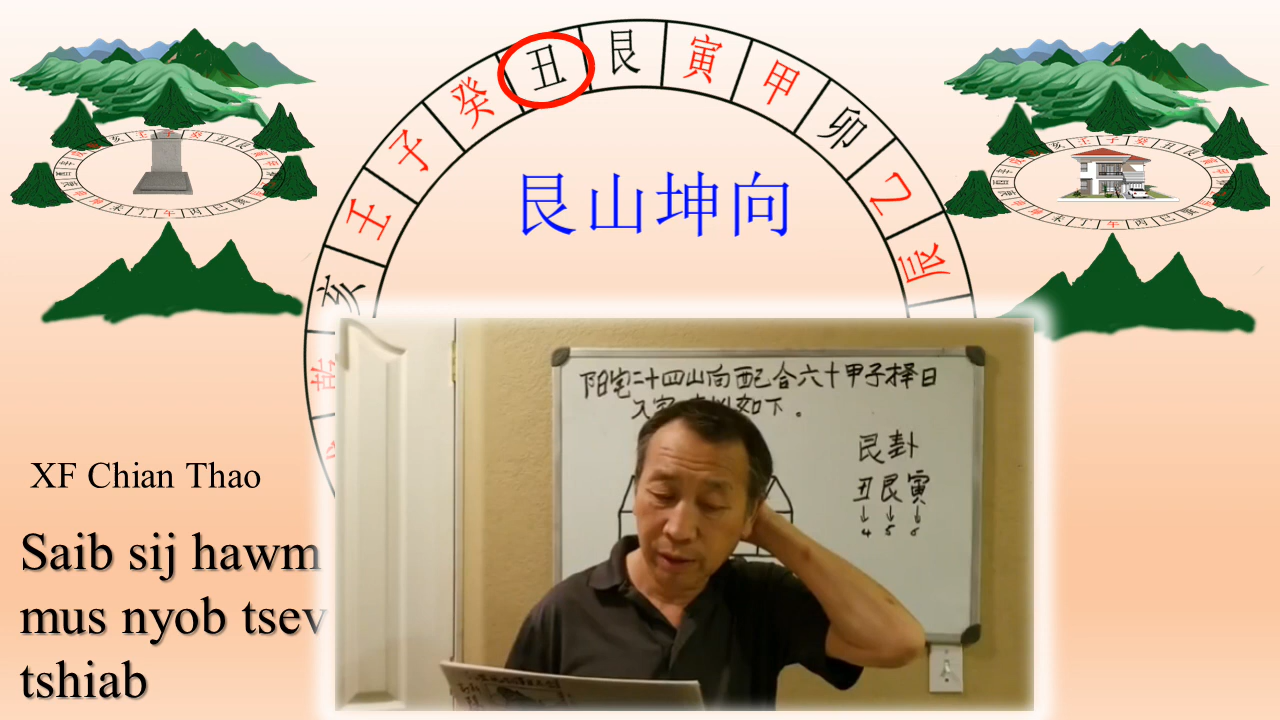 亥
壬
子
癸
丑
艮
寅
甲
卯
乙
辰
艮山坤向
阳宅二十四山向配合六十甲子择日
如下。
艮卦
丑艮寅
↓↓↓
4 5 6
XF Chian Thao
Saib sij hawm
mus nyob tsev
tshiab